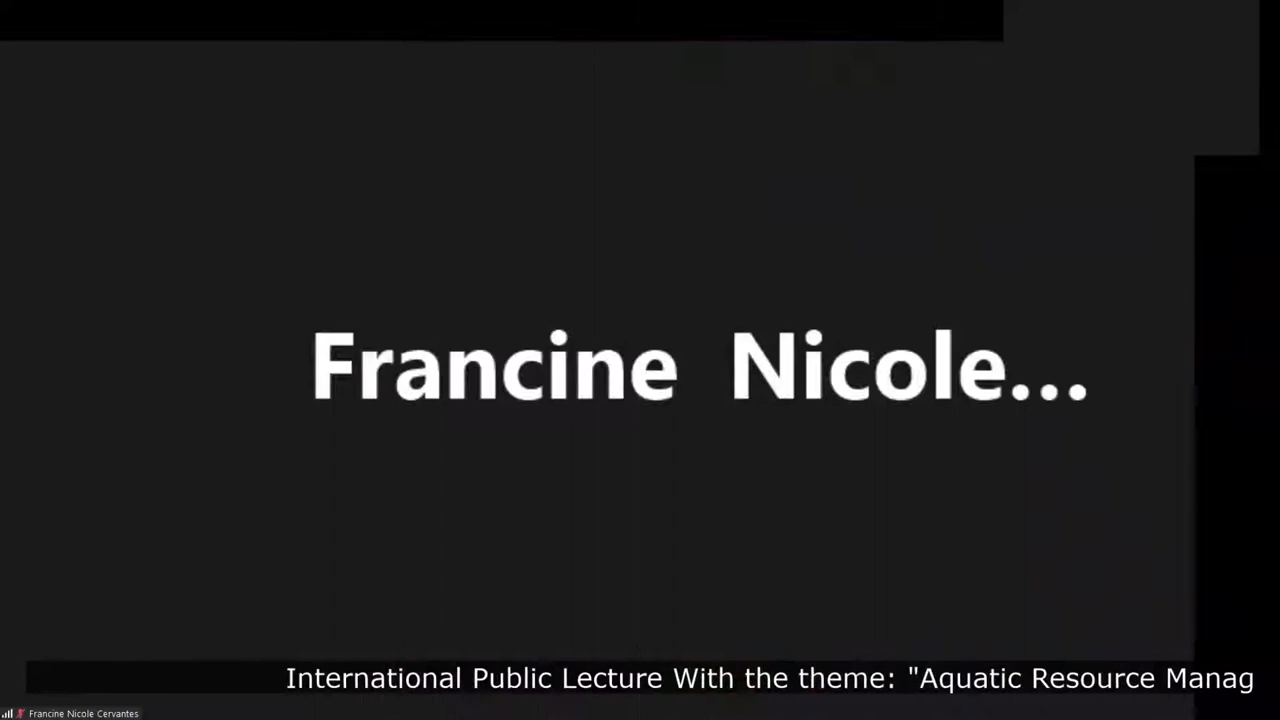 Francine Nicole...
International Public Lecture With the theme: "Aquatic Resource Manag
Francine Nicole Cervantes